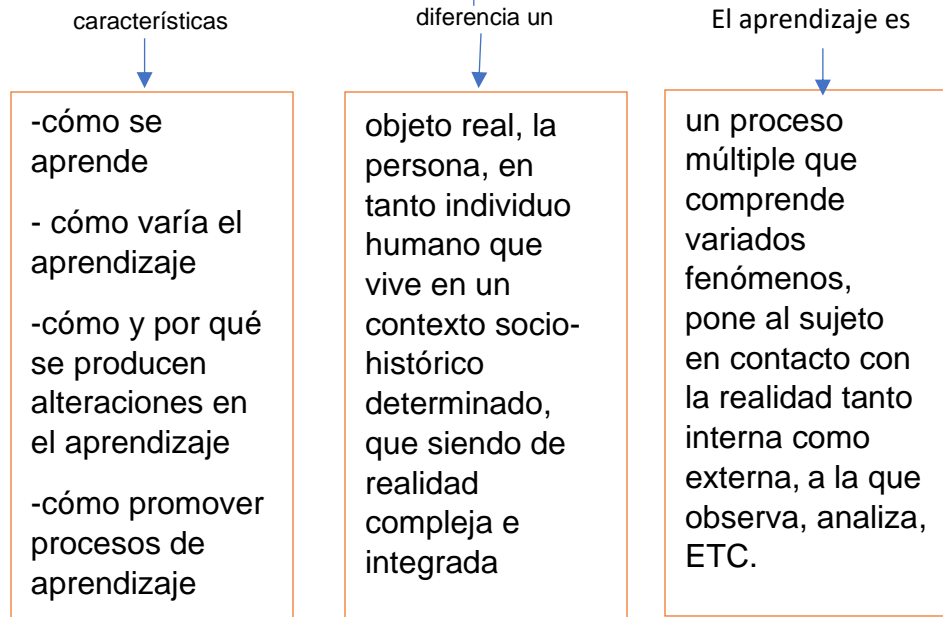 características
-cómo se
aprende
- cómo varía el
aprendizaje
-cómo y por qué
se producen
alteraciones en
el aprendizaje
-cómo promover
procesos de
aprendizaje
diferencia un
objeto real, la
persona, en
tanto individuo
humano que
vive en un
contexto socio-
histórico
determinado,
que siendo de
realidad
compleja e
integrada
El aprendizaje es
un proceso
múltiple que
comprende
variados
fenómenos,
pone al sujeto
en contacto con
la realidad tanto
interna como
externa, a la que
observa, analiza,
ETC.